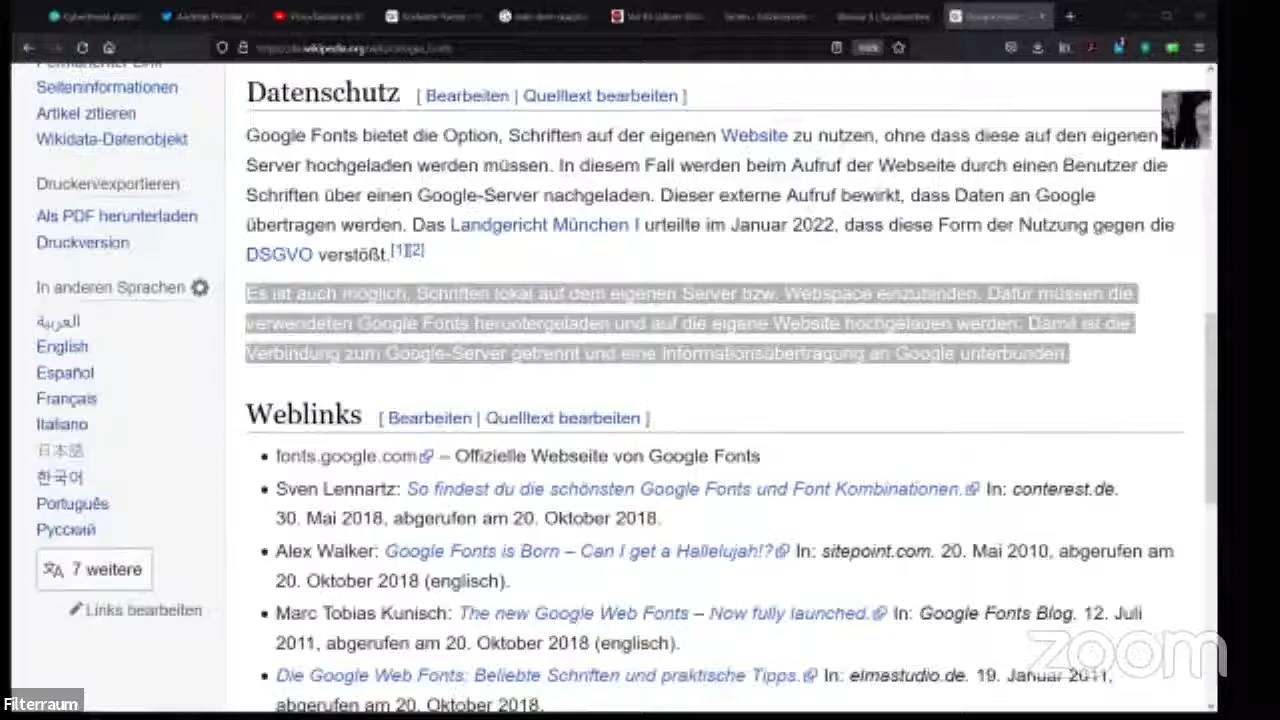 Seiteninformationen
Artikel zitieren
Wikidata-Datenobjekt
Drucken/exportieren
Als PDF herunterladen
Druckversion
In anderen Sprachen
العربية
English
Español
Français
Italiano
日本語
한국어
Português
Русский
7 weitere
Links bearbeiten
Datenschutz [ Bearbeiten | Quelltext bearbeiten ]
Google Fonts bietet die Option, Schriften auf der eigenen Website zu nutzen, ohne dass diese auf den eigenen
Server hochgeladen werden müssen. In diesem Fall werden beim Aufruf der Webseite durch einen Benutzer die
Schriften über einen Google-Server nachgeladen. Dieser externe Aufruf bewirkt, dass Daten an Google
übertragen werden. Das Landgericht München I urteilte im Januar 2022, dass diese Form der Nutzung gegen die
DSGVO verstößt.[1][2]
Es ist auch möglich, Schriften lokal auf dem eigenen Server bzw. Webspace einzubinden. Dafür müssen die
verwendeten Google Fonts heruntergeladen und auf die eigene Website hochgeladen werden. Damit ist die
Verbindung zum Google-Server getrennt und eine Informationsübertragung an Google unterbunden.
Weblinks [ Bearbeiten | Quelltext bearbeiten ]
• fonts.google.com – Offizielle Webseite von Google Fonts
• Sven Lennartz: So findest du die schönsten Google Fonts und Font Kombinationen. In: conterest.de.
30. Mai 2018, abgerufen am 20. Oktober 2018.
• Alex Walker: Google Fonts is Born – Can I get a Hallelujah!? In: sitepoint.com. 20. Mai 2010, abgerufen am
20. Oktober 2018 (englisch).
• Marc Tobias Kunisch: The new Google Web Fonts – Now fully launched. In: Google Fonts Blog. 12. Juli
2011, abgerufen am 20. Oktober 2018 (englisch).
• Die Google Web Fonts: Beliebte Schriften und praktische Tipps. In: elmastudio.de. 19. Januar 2011,
abgerufen am 20. Oktober 2018.
zoom
Filterraum